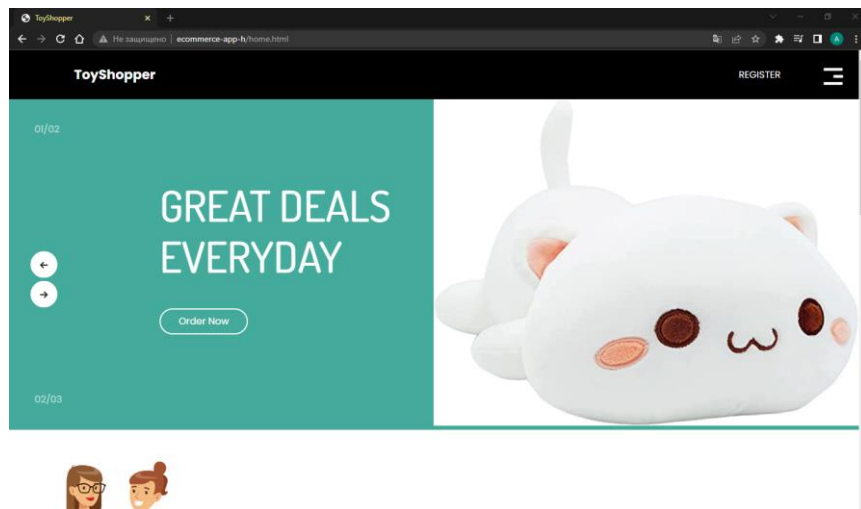 ToyShopper
Не защищено | ecommerce-app-h/home.html
ToyShopper
REGISTER
01/02
GREAT DEALS
EVERYDAY
Order Now
02/03